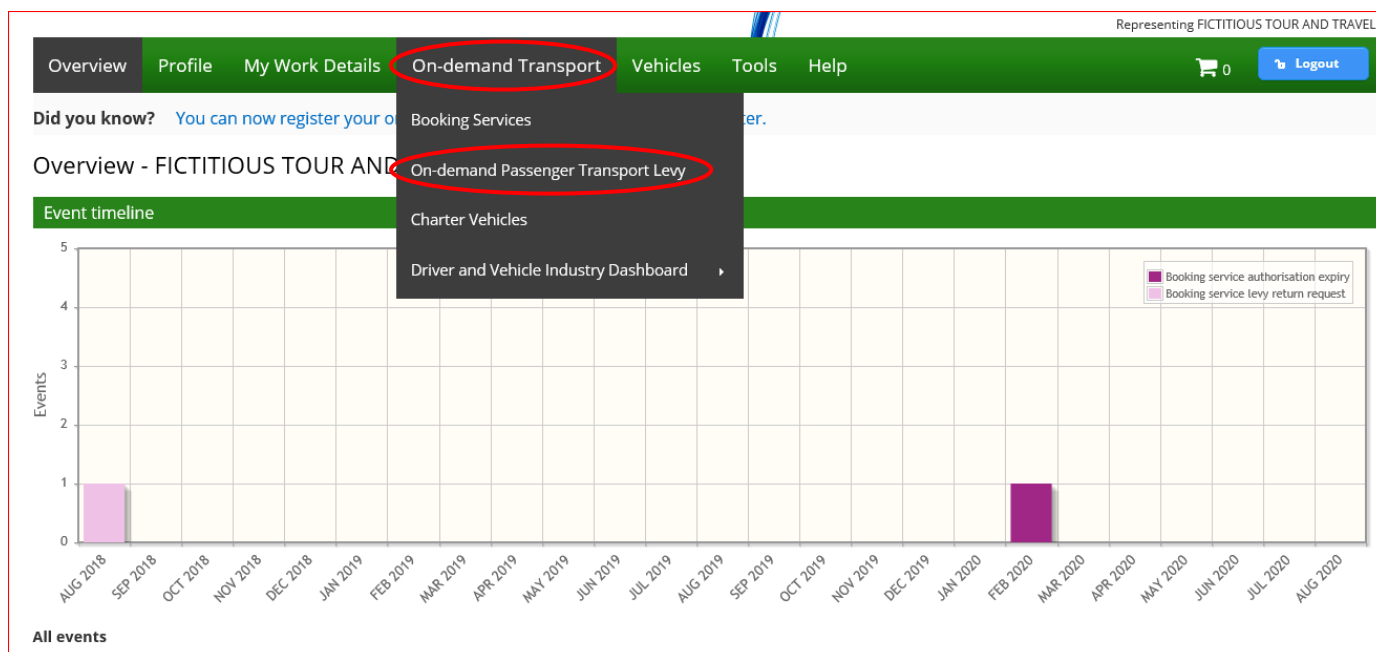 Representing FICTITIOUS TOUR AND TRAVEL
Overview Profile My Work Details On-demand Transport Vehicles Tools Help 0 Logout
Did you know? You can now register your o
er.
Booking Services
Overview - FICTITIOUS TOUR AND
On-demand Passenger Transport Levy
Event timeline
Charter Vehicles
Driver and Vehicle Industry Dashboard
Booking service authorisation expiry
Booking service levy return request
Events
5
4
3
2
1
0
AUG 2018 SEP 2018 OCT 2018 NOV 2018 DEC 2018 JAN 2019 FEB 2019 MAR 2019 APR 2019 MAY 2019 JUN 2019 JUL 2019 AUG 2019 SEP 2019 OCT 2019 NOV 2019 DEC 2019 JAN 2020 FEB 2020 MAR 2020 APR 2020 MAY 2020 JUN 2020 JUL 2020 AUG 2020
All events